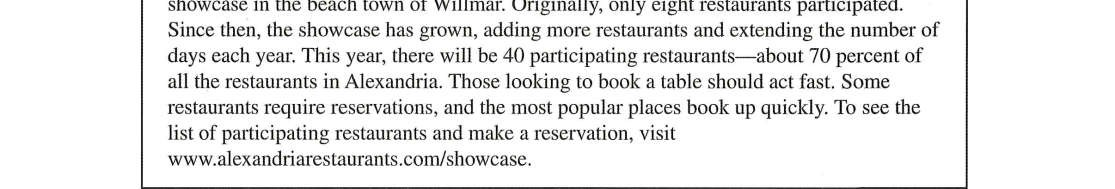 showcase in the beach town of Willmar. Originally, only eight restaurants participated.
Since then, the showcase has grown, adding more restaurants and extending the number of
days each year. This year, there will be 40 participating restaurants—about 70 percent of
all the restaurants in Alexandria. Those looking to book a table should act fast. Some
restaurants require reservations, and the most popular places book up quickly. To see the
list of participating restaurants and make a reservation, visit
www.alexandriarestaurants.com/showcase.